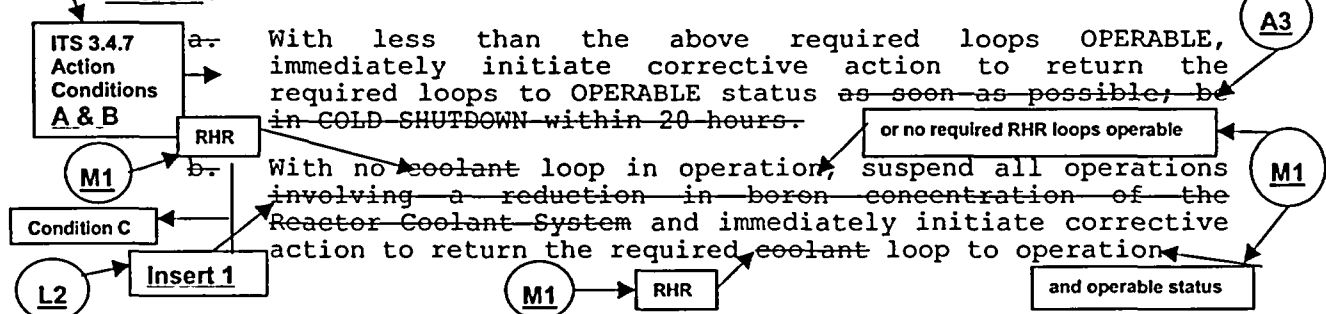 A3
ITS 3.4.7
Action
Conditions
A & B
a. With less than the above required loops OPERABLE,
immediately initiate corrective action to return the
required loops to OPERABLE status as soon as possible; be
in COLD SHUTDOWN within 20 hours.
RHR
or no required RHR loops operable
M1
b. With no coolant loop in operation, suspend all operations
M1
involving a reduction in boron concentration of the
Reactor Coolant System and immediately initiate corrective
Condition C
action to return the required coolant loop to operation
Insert 1
L2
M1
RHR
and operable status